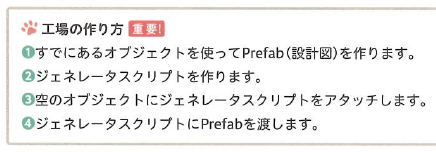 工場の作り方 重要!
❶すでにあるオブジェクトを使ってPrefab(設計図)を作ります。
❷ジェネレータスクリプトを作ります。
❸空のオブジェクトにジェネレータスクリプトをアタッチします。
❹ジェネレータスクリプトにPrefabを渡します。